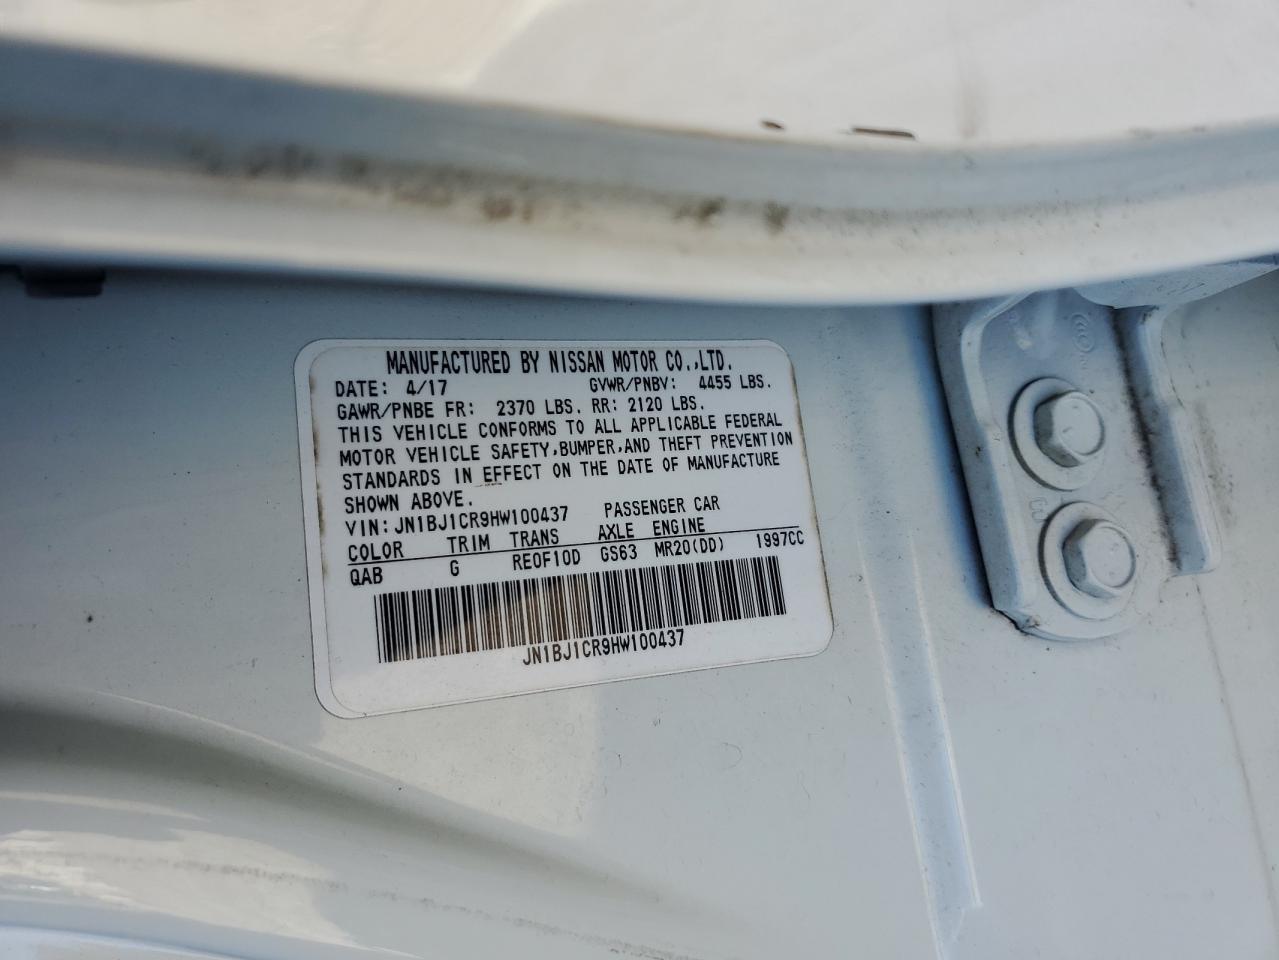 MANUFACTURED BY NISSAN MOTOR CO.,LTD.
DATE: 4/17 GVWR/PNBV: 4455 LBS.
GAWR/PNBE FR: 2370 LBS. RR: 2120 LBS.
THIS VEHICLE CONFORMS TO ALL APPLICABLE FEDERAL
MOTOR VEHICLE SAFETY,BUMPER,AND THEFT PREVENTION
STANDARDS IN EFFECT ON THE DATE OF MANUFACTURE
SHOWN ABOVE.
VIN: JN1BJ1CR9HW100437 PASSENGER CAR
COLOR TRIM TRANS AXLE ENGINE
QAB G RE0F10D GS63 MR20(DD) 1997CC
JN1BJ1CR9HW100437